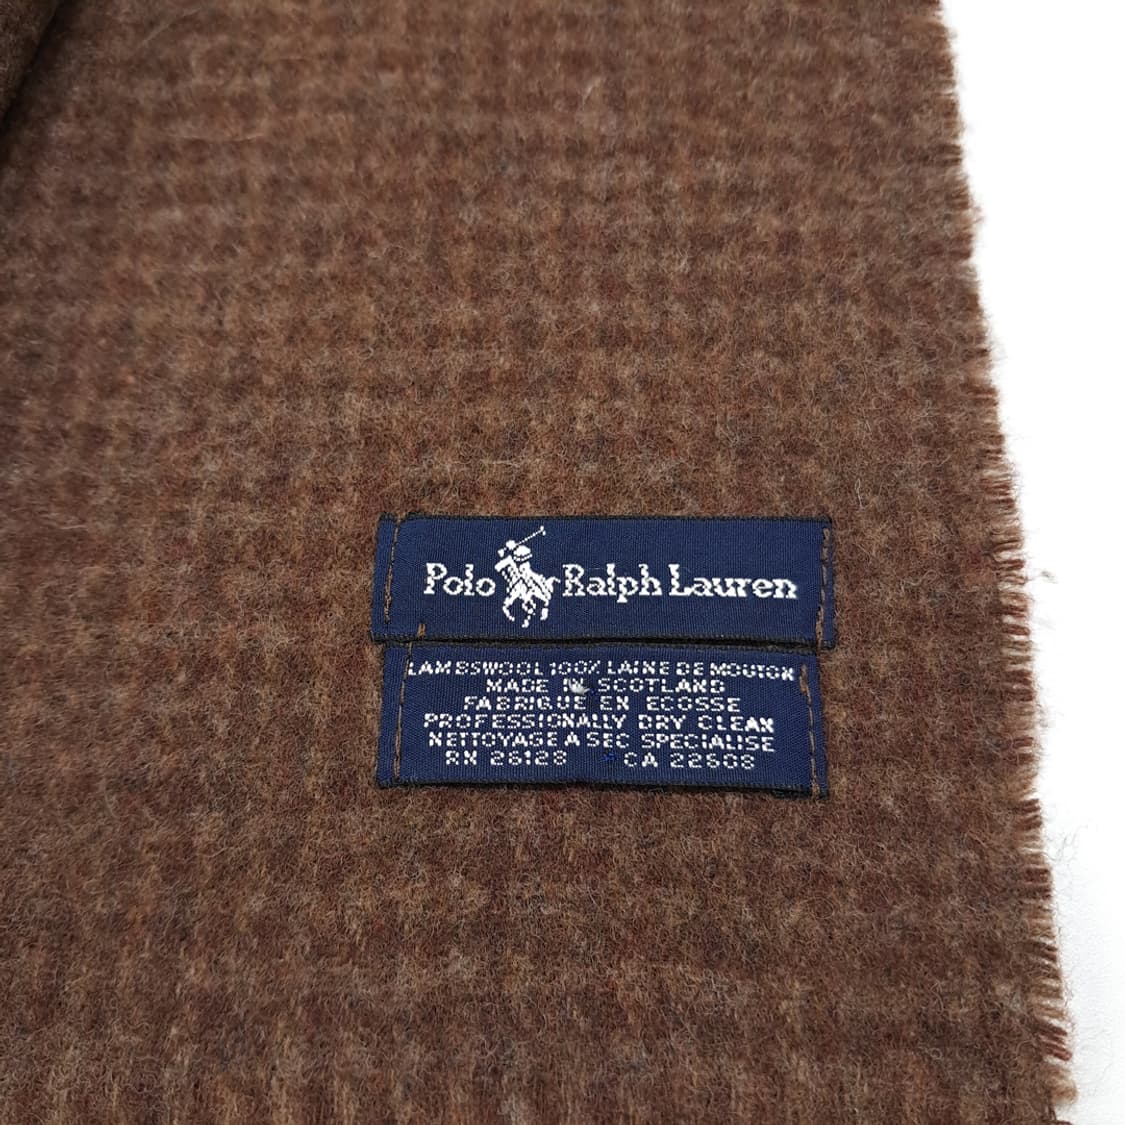 Polo Ralph Lauren
LAMBSWOOL 100% LAINE DE MOUTON
MADE IN SCOTLAND
FABRIQUE EN ECOSSE
PROFESSIONALLY DRY CLEAN
NETTOYAGE A SEC SPECIALISE
RN 26128 CA 22508